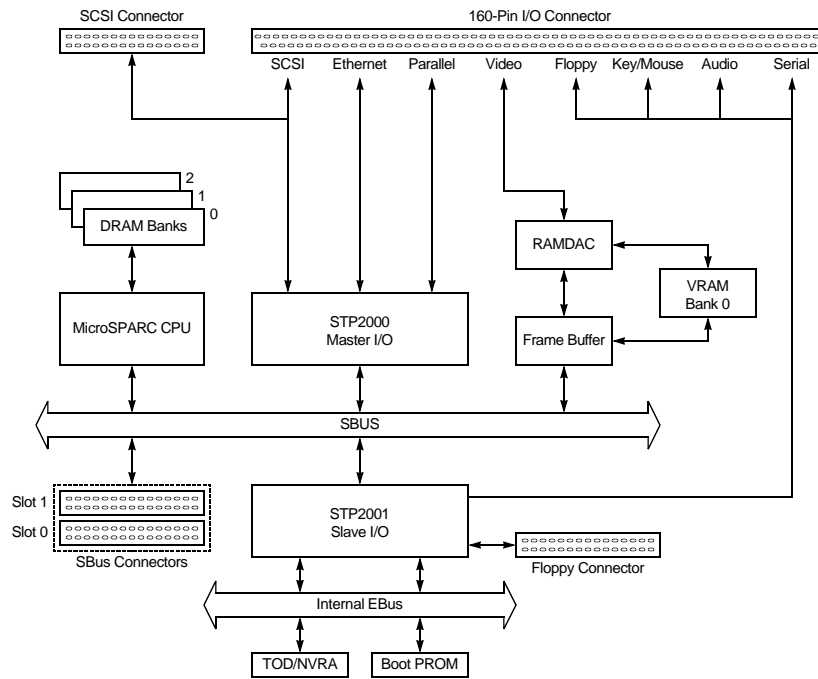 SCSI Connector
160-Pin I/O Connector
SCSI
Ethernet
Parallel
Video
Floppy
Key/Mouse
Audio
Serial
2
1
0
DRAM Banks
RAMDAC
VRAM
Bank 0
MicroSPARC CPU
STP2000
Master I/O
Frame Buffer
SBUS
Slot 1
Slot 0
SBus Connectors
STP2001
Slave I/O
Floppy Connector
Internal EBus
TOD/NVRA
Boot PROM